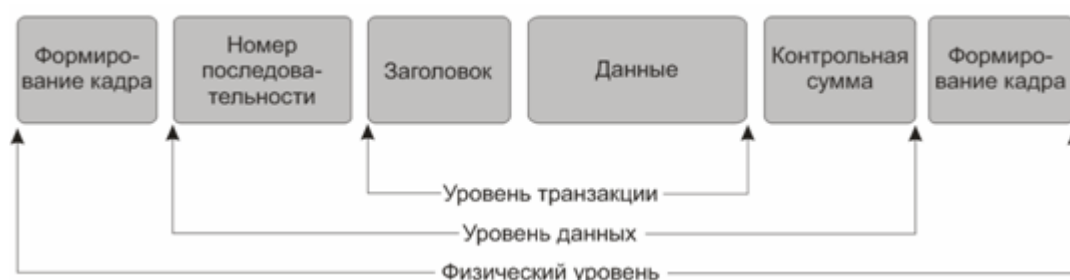 Формиро-
вание кадра
Номер
последова-
тельности
Заголовок
Данные
Контрольная
сумма
Формиро-
вание кадра
Уровень транзакции
Уровень данных
Физический уровень